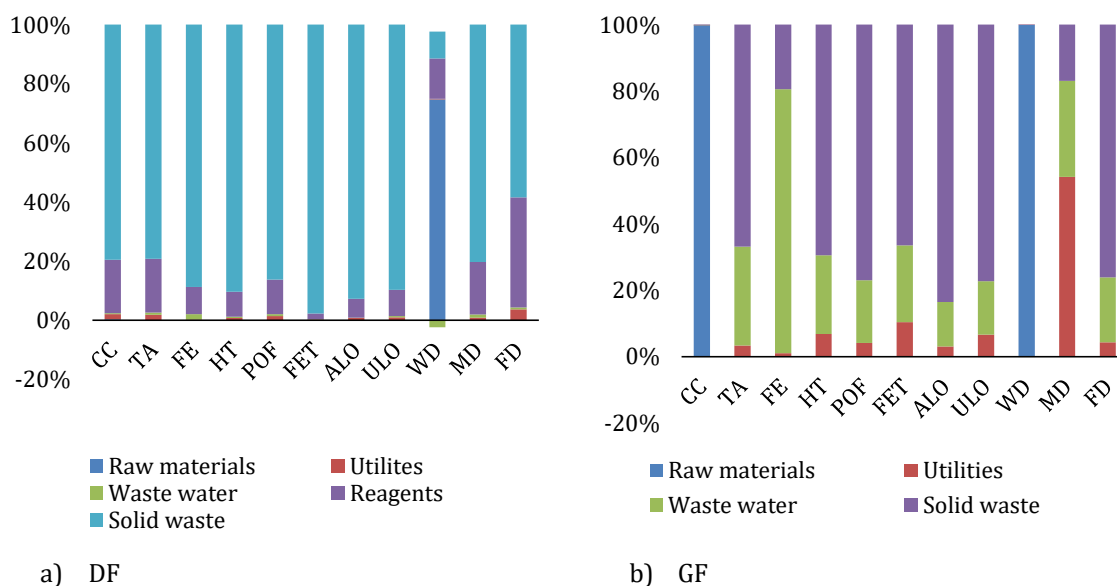 100%
80%
60%
40%
20%
0%
-20%
CC TA FE HT POF FET ALO ULO WD MD FD
Raw materials Utilites
Waste water Reagents
Solid waste
a) DF
100%
80%
60%
40%
20%
0%
-20%
CC TA FE HT POF FET ALO ULO WD MD FD
Raw materials Utilities
Waste water Solid waste
b) GF